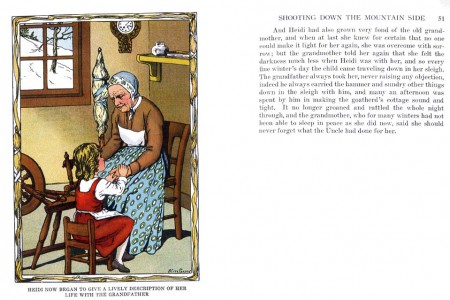 HEIDI NOW BEGAN TO GIVE A LIVELY DESCRIPTION OF HER
LIFE WITH THE GRANDFATHER
SHOOTING DOWN THE MOUNTAIN SIDE 51
And Heidi had also grown very fond of the old grand-
mother, and when at last she knew for certain that no one
could make it light for her again, she was overcome with sor-
row; but the grandmother told her again that she felt the
darkness much less when Heidi was with her, and so every
fine winter's day the child came traveling down in her sleigh.
The grandfather always took her, never raising any objection,
indeed he always carried the hammer and sundry other things
down in the sleigh with him, and many an afternoon was
spent by him in making the goatherd's cottage sound and
tight. It no longer groaned and rattled the whole night
through, and the grandmother, who for many winters had not
been able to sleep in peace as she did now, said she should
never forget what the Uncle had done for her.